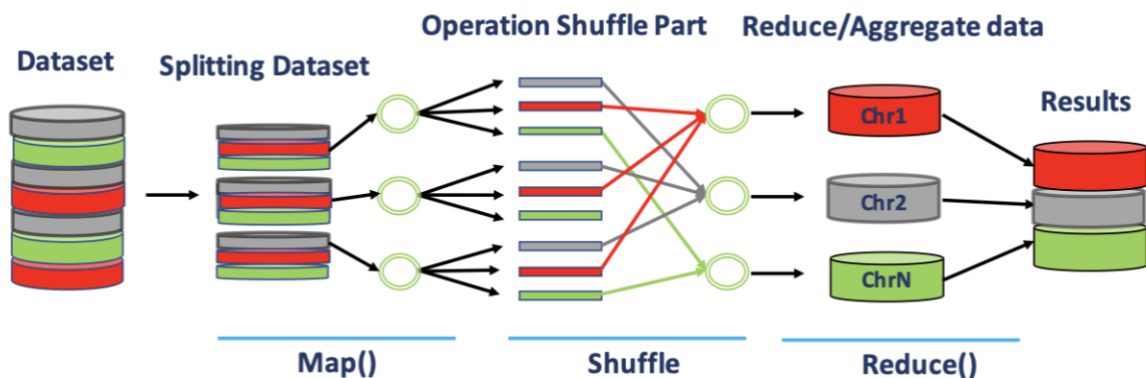 Operation Shuffle Part
Reduce/Aggregate data
Dataset
Splitting Dataset
Results
Chr1
Chr2
ChrN
Map()
Shuffle
Reduce()